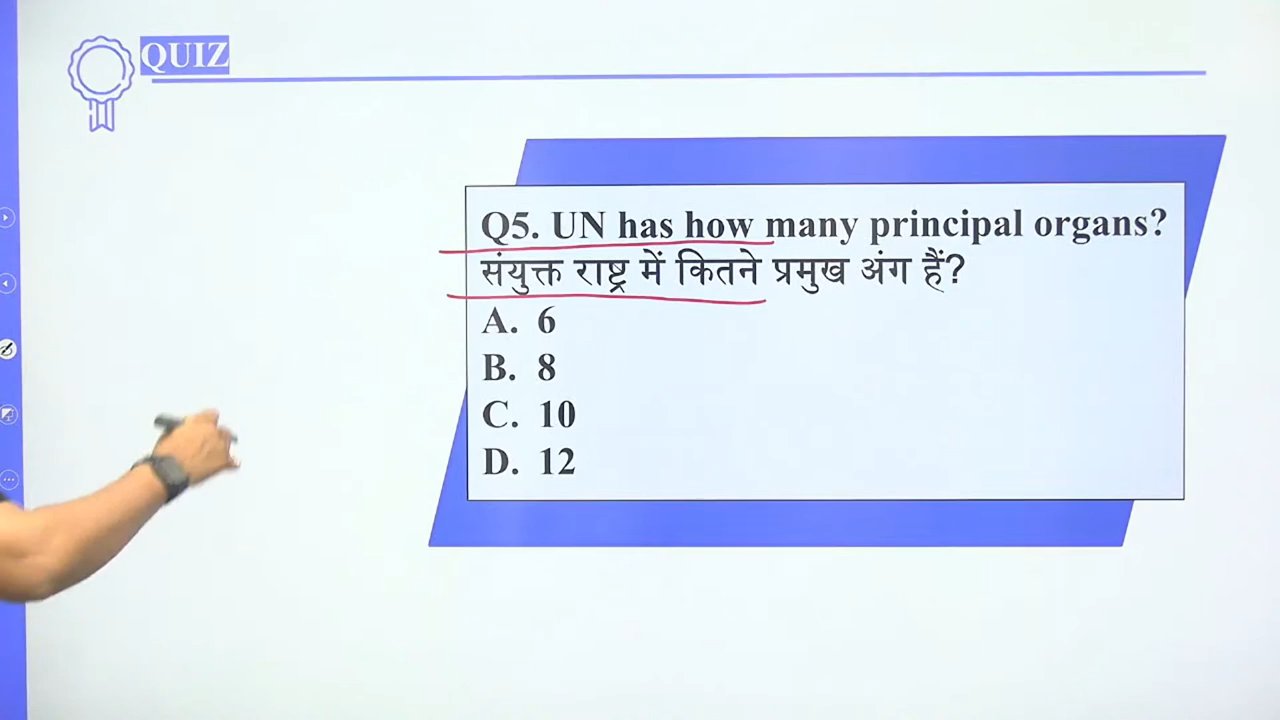 QUIZ
Q5. UN has how many principal organs?
संयुक्त राष्ट्र में कितने प्रमुख अंग हैं?
A. 6
B. 8
C. 10
D. 12